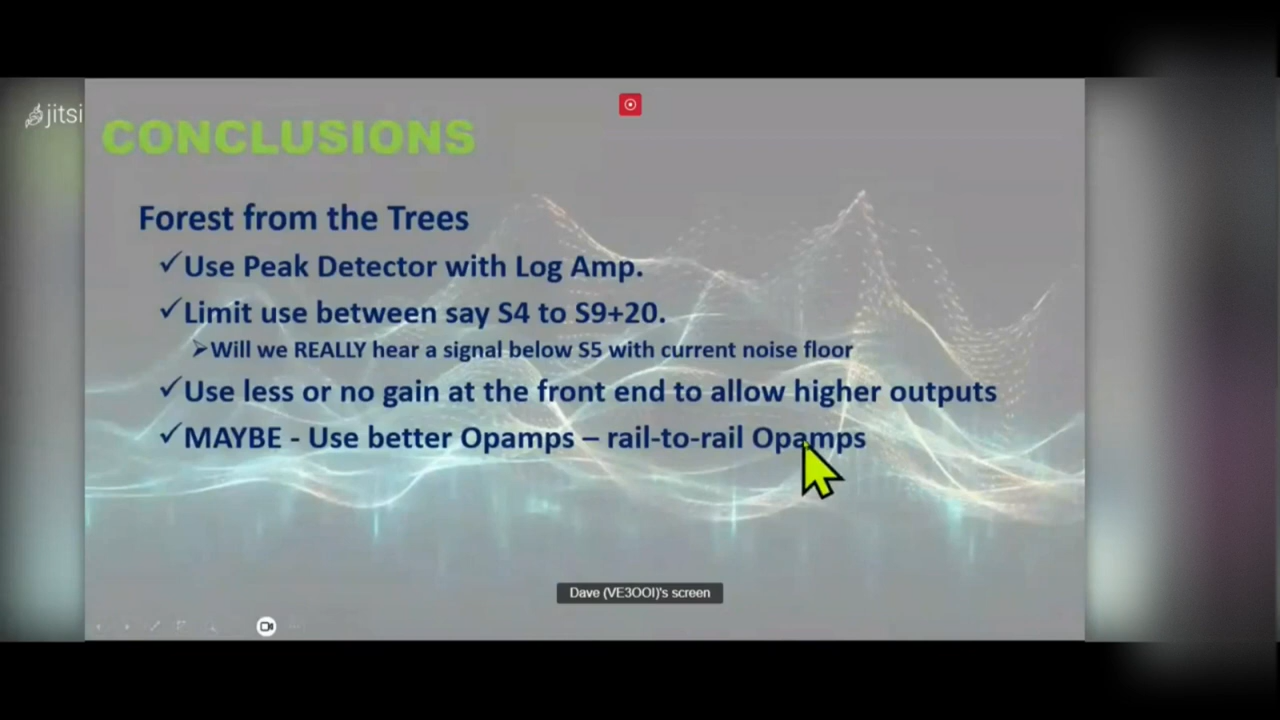 jitsi
CONCLUSIONS
Forest from the Trees
✓Use Peak Detector with Log Amp.
✓Limit use between say S4 to S9+20.
➢Will we REALLY hear a signal below S5 with current noise floor
✓Use less or no gain at the front end to allow higher outputs
✓MAYBE - Use better Opamps – rail-to-rail Opamps
Dave (VE3OOI)'s screen